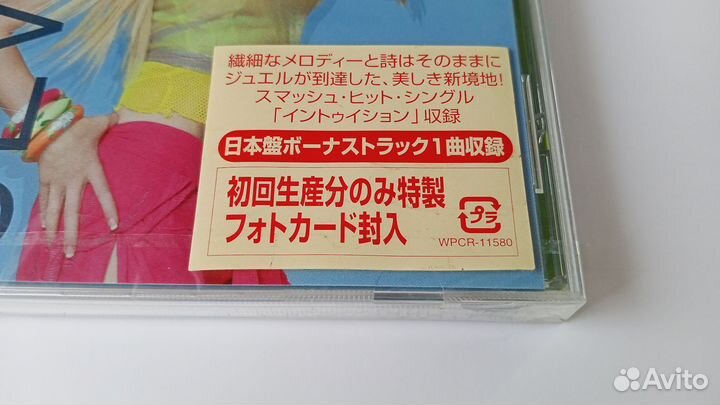 繊細なメロディーと詩はそのままに
ジュエルが到達した、美しき新境地!
スマッシュ・ヒット・シングル
「イントゥイション」収録
日本盤ボーナストラック1曲収録
初回生産分のみ特製
フォトカード封入
プラ
WPCR-11580
Avito